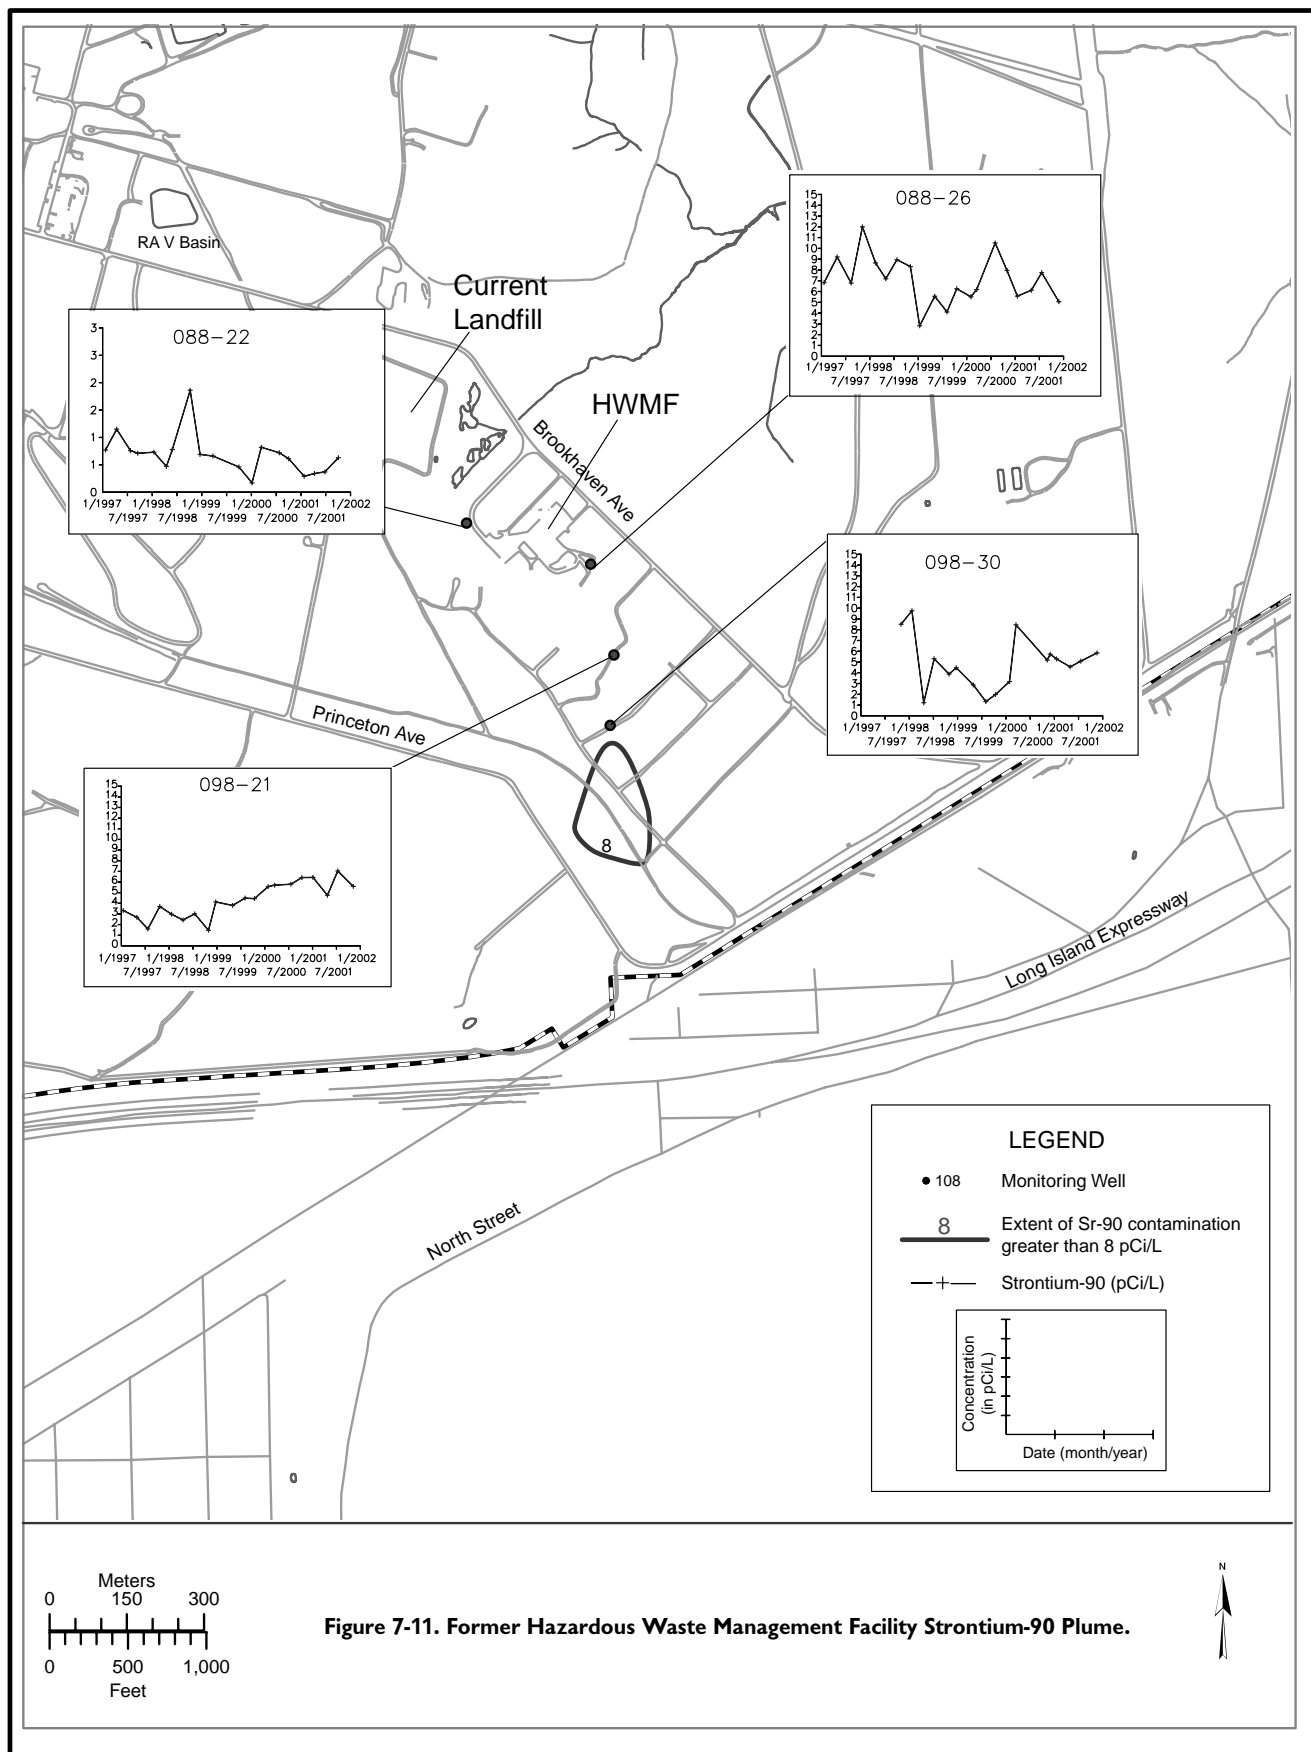 RA V Basin
Current
Landfill
HWMF
Brookhaven Ave
Princeton Ave
8
Long Island Expressway
North Street
088-26
15
14
13
12
11
10
9
8
7
6
5
4
3
2
1
0
1/1997 1/1998 1/1999 1/2000 1/2001 1/2002
7/1997 7/1998 7/1999 7/2000 7/2001
088-22
3
3
2
2
1
1
0
1/1997 1/1998 1/1999 1/2000 1/2001 1/2002
7/1997 7/1998 7/1999 7/2000 7/2001
098-30
15
14
13
12
11
10
9
8
7
6
5
4
3
2
1
0
1/1997 1/1998 1/1999 1/2000 1/2001 1/2002
7/1997 7/1998 7/1999 7/2000 7/2001
098-21
15
14
13
12
11
10
9
8
7
6
5
4
3
2
1
0
1/1997 1/1998 1/1999 1/2000 1/2001 1/2002
7/1997 7/1998 7/1999 7/2000 7/2001
LEGEND
108 Monitoring Well
8 Extent of Sr-90 contamination
greater than 8 pCi/L
Strontium-90 (pCi/L)
Concentration
(in pCi/L)
Date (month/year)
Meters
0 150 300
0 500 1,000
Feet
Figure 7-11. Former Hazardous Waste Management Facility Strontium-90 Plume.
N